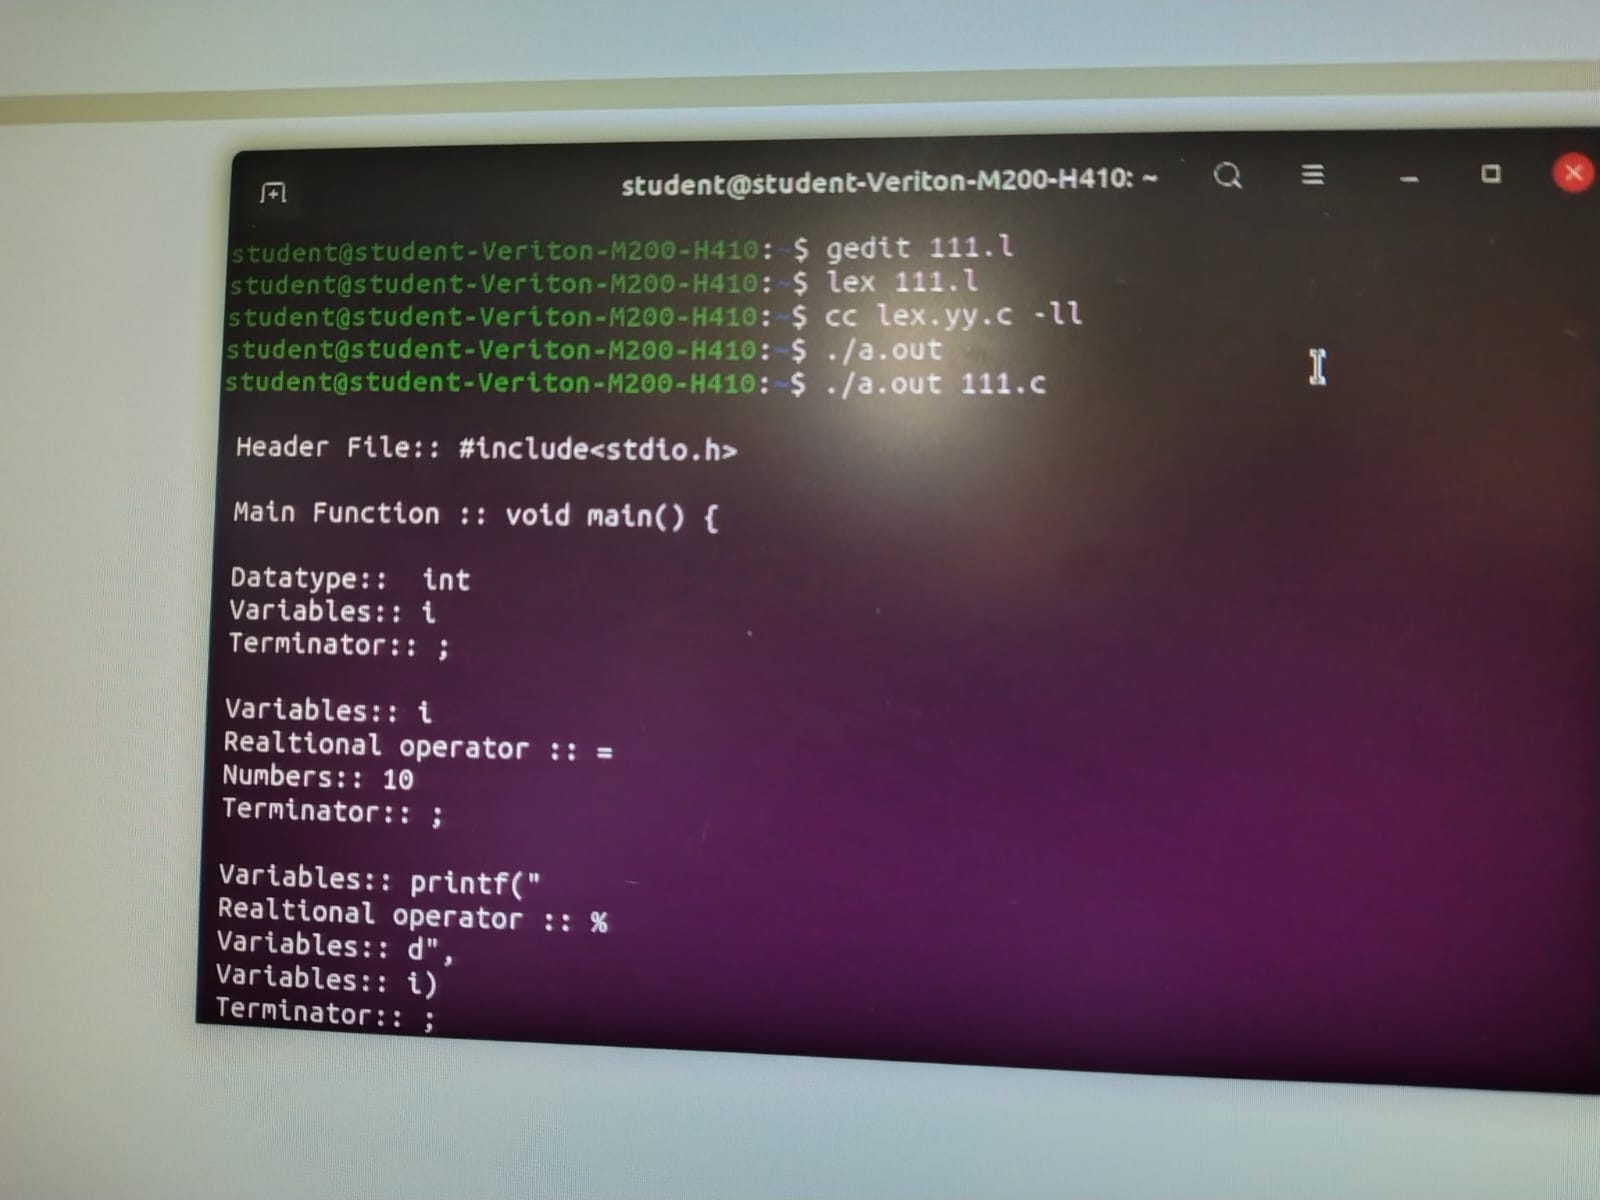 student@student-Veriton-M200-H410: ~
student@student-Veriton-M200-H410:~$ gedit 111.l
student@student-Veriton-M200-H410:~$ lex 111.l
student@student-Veriton-M200-H410:~$ cc lex.yy.c -ll
student@student-Veriton-M200-H410:~$ ./a.out
student@student-Veriton-M200-H410:~$ ./a.out 111.c
Header File:: #include<stdio.h>
Main Function :: void main() {
Datatype::  int
Variables:: i
Terminator:: ;
Variables:: i
Realtional operator :: =
Numbers:: 10
Terminator:: ;
Variables:: printf("
Realtional operator :: %
Variables:: d",
Variables:: i)
Terminator:: ;